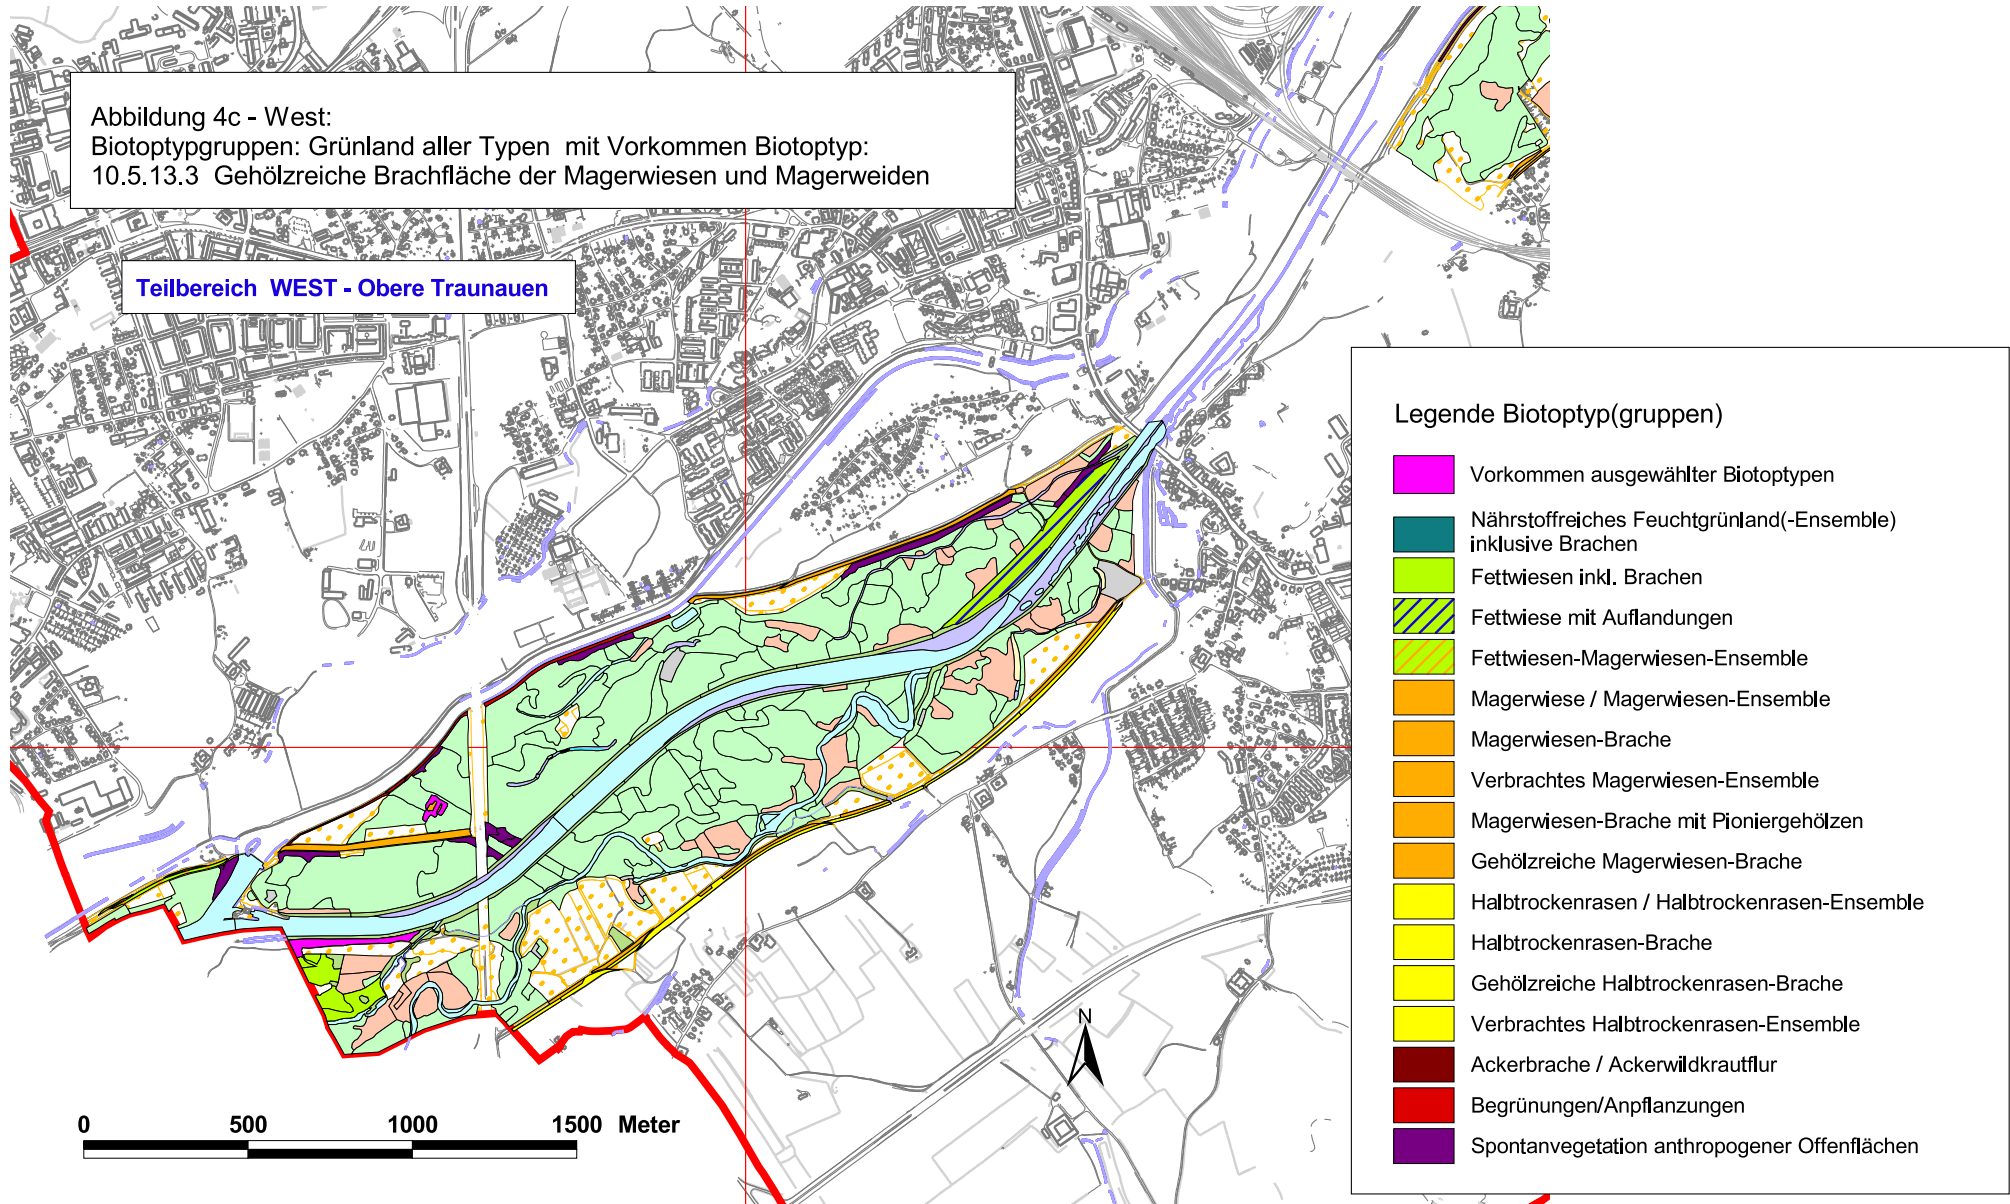 Abbildung 4c - West:
Biotoptypgruppen: Grünland aller Typen mit Vorkommen Biotoptyp:
10.5.13.3 Gehölzreiche Brachfläche der Magerwiesen und Magerweiden
Teilbereich WEST - Obere Traunauen
Legende Biotoptyp(gruppen)
Vorkommen ausgewählter Biotoptypen
Nährstoffreiches Feuchtgrünland(-Ensemble)
inklusive Brachen
Fettwiesen inkl. Brachen
Fettwiese mit Auflandungen
Fettwiesen-Magerwiesen-Ensemble
Magerwiese / Magerwiesen-Ensemble
Magerwiesen-Brache
Verbrachtes Magerwiesen-Ensemble
Magerwiesen-Brache mit Pioniergehölzen
Gehölzreiche Magerwiesen-Brache
Halbtrockenrasen / Halbtrockenrasen-Ensemble
Halbtrockenrasen-Brache
Gehölzreiche Halbtrockenrasen-Brache
Verbrachtes Halbtrockenrasen-Ensemble
Ackerbrache / Ackerwildkrautflur
Begrünungen/Anpflanzungen
Spontanvegetation anthropogener Offenflächen
N
0 500 1000 1500 Meter